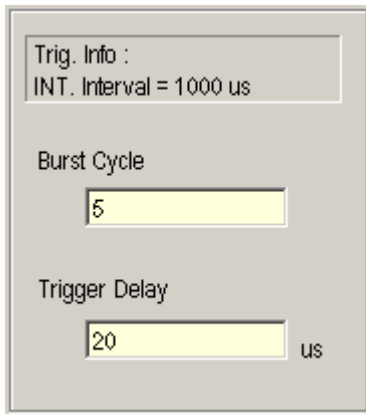 Trig. Info :
INT. Interval = 1000 us
Burst Cycle
5
Trigger Delay
20 us